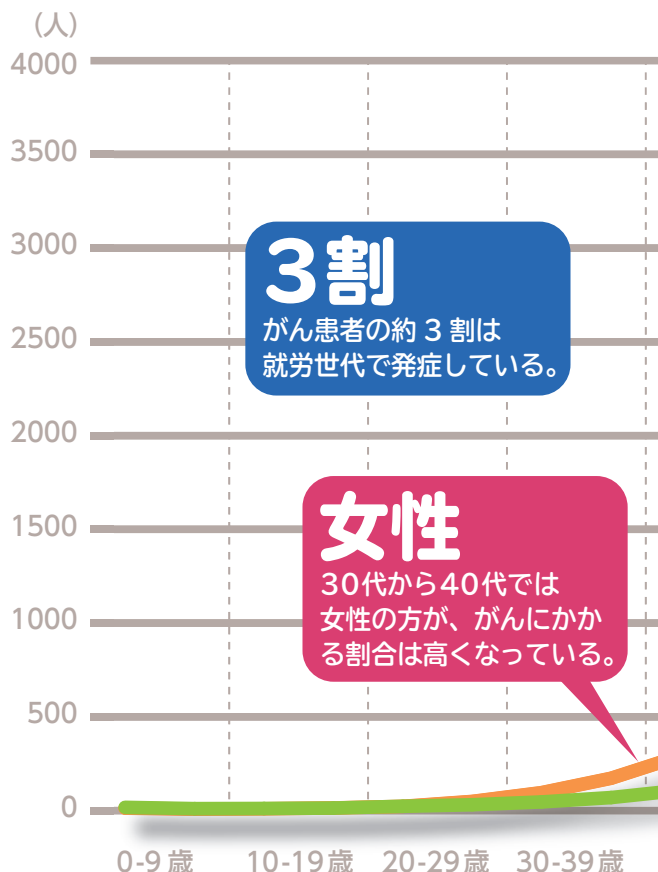 (人)
4000
3500
3000
2500
2000
1500
1000
500
0
3割
がん患者の約 3 割は
就労世代で発症している。
女性
30代から40代では
女性の方が、がんにかか
る割合は高くなっている。
0-9 歳 10-19歳 20-29歳 30-39歳